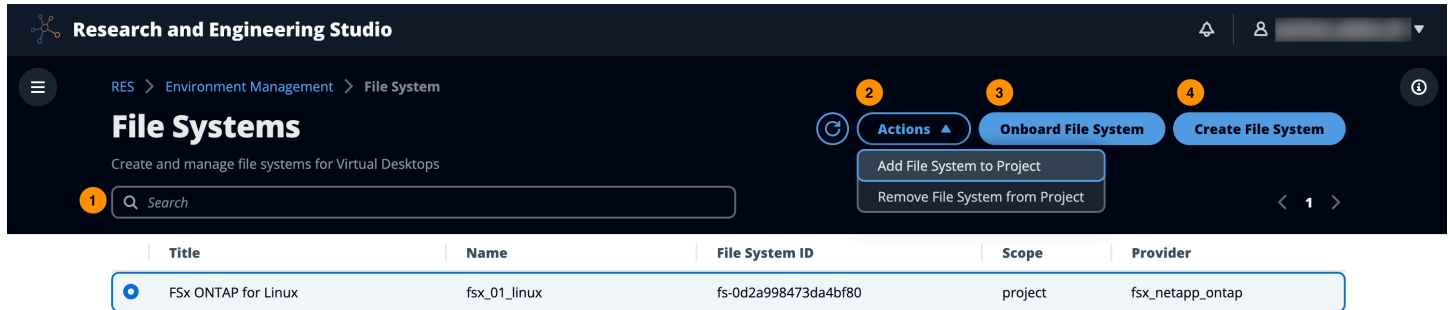 Research and Engineering Studio
RES > Environment Management > File System
2 3 4
File Systems
Actions Onboard File System Create File System
Create and manage file systems for Virtual Desktops
Add File System to Project
1 Search
Remove File System from Project
< 1 >
Title Name File System ID Scope Provider
FSx ONTAP for Linux fsx_01_linux fs-0d2a998473da4bf80 project fsx_netapp_ontap